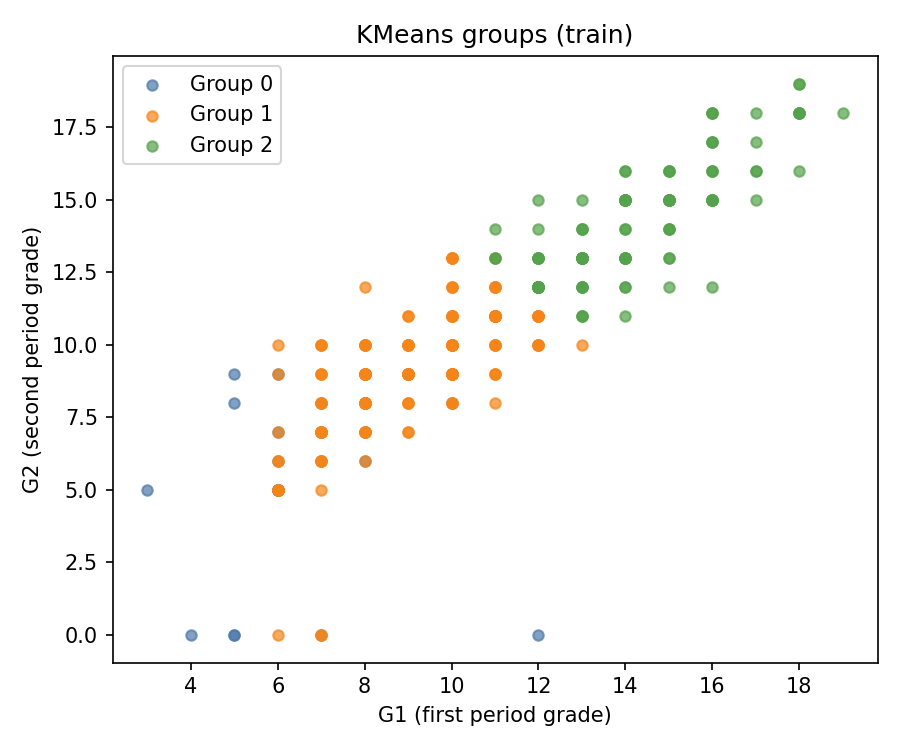 KMeans groups (train)
Group 0
Group 1
Group 2
G2 (second period grade)
17.5
15.0
12.5
10.0
7.5
5.0
2.5
0.0
4 6 8 10 12 14 16 18
G1 (first period grade)